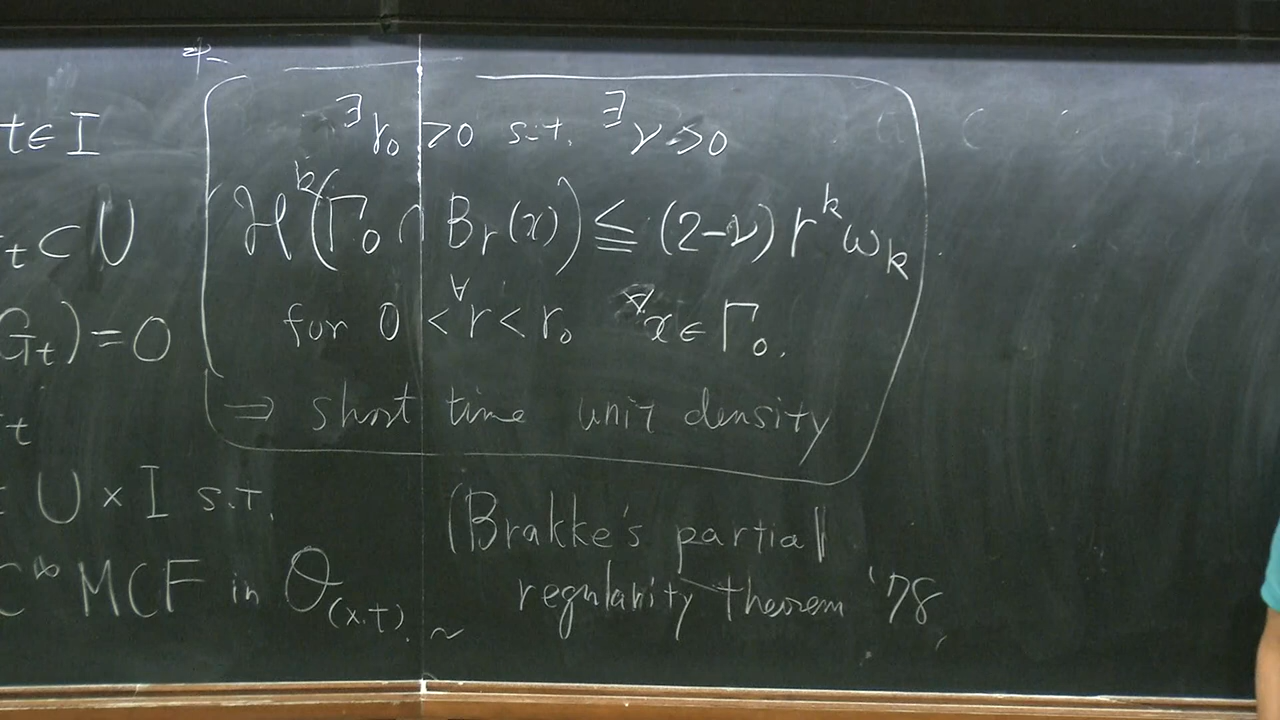 t ∈ I
t ⊂ U
G_t) = 0
t
U × I s.t.
C^∞ MCF in O_(x,t). ~
∃r_0 > 0 s.t. ∃ν > 0
H^k(Γ_0 ∩ B_r(x)) ≦ (2-ν) r^k ω_k
for 0 < ∀r < r_0 ∀x ∈ Γ_0.
⇒ short time unit density
(Brakke's partial
regularity theorem '78